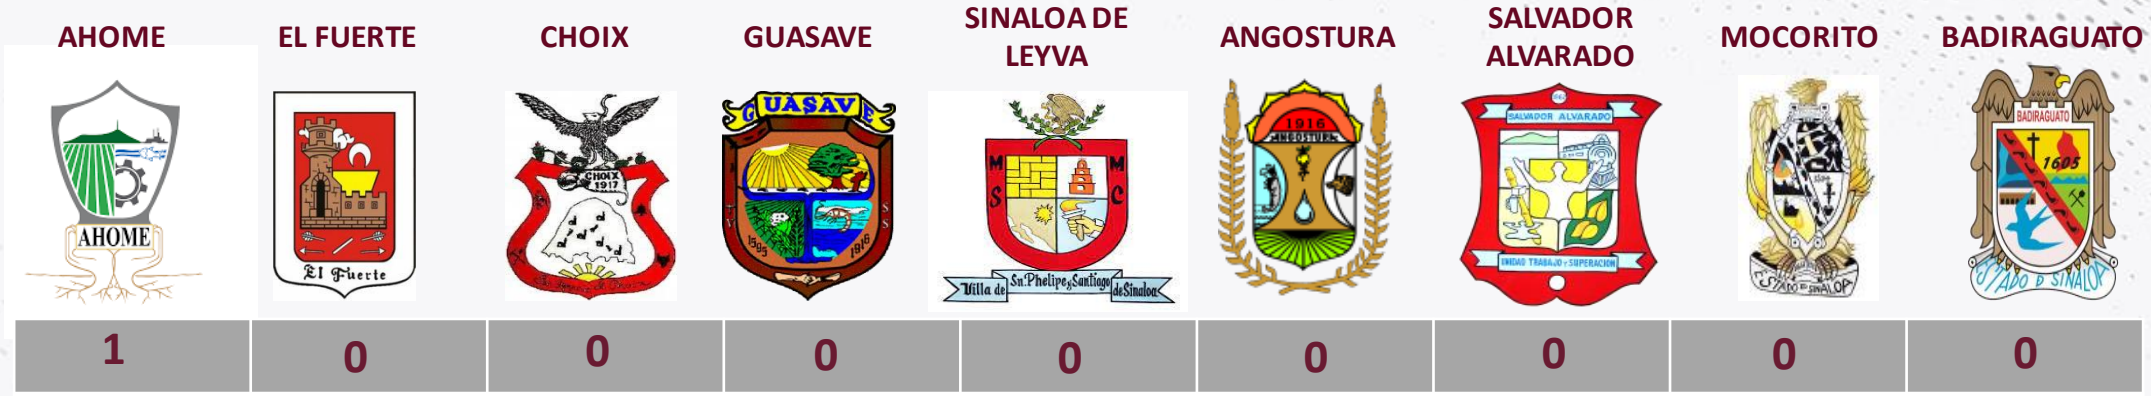 AHOME
EL FUERTE
CHOIX
GUASAVE
SINALOA DE
LEYVA
ANGOSTURA
SALVADOR
ALVARADO
MOCORITO
BADIRAGUATO
AHOME
El Fuerte
CHOIX
1917
GUASAVE
1595
1916
M M
S C
Villa de Sn. Phelipe y Santiago de Sinaloa
1916
ANGOSTURA
SALVADOR ALVARADO
UNIDAD TRABAJO Y SUPERACION
ESTADO DE SINALOA
BADIRAGUATO
1605
ESTADO D SINALOA
1 0 0 0 0 0 0 0 0